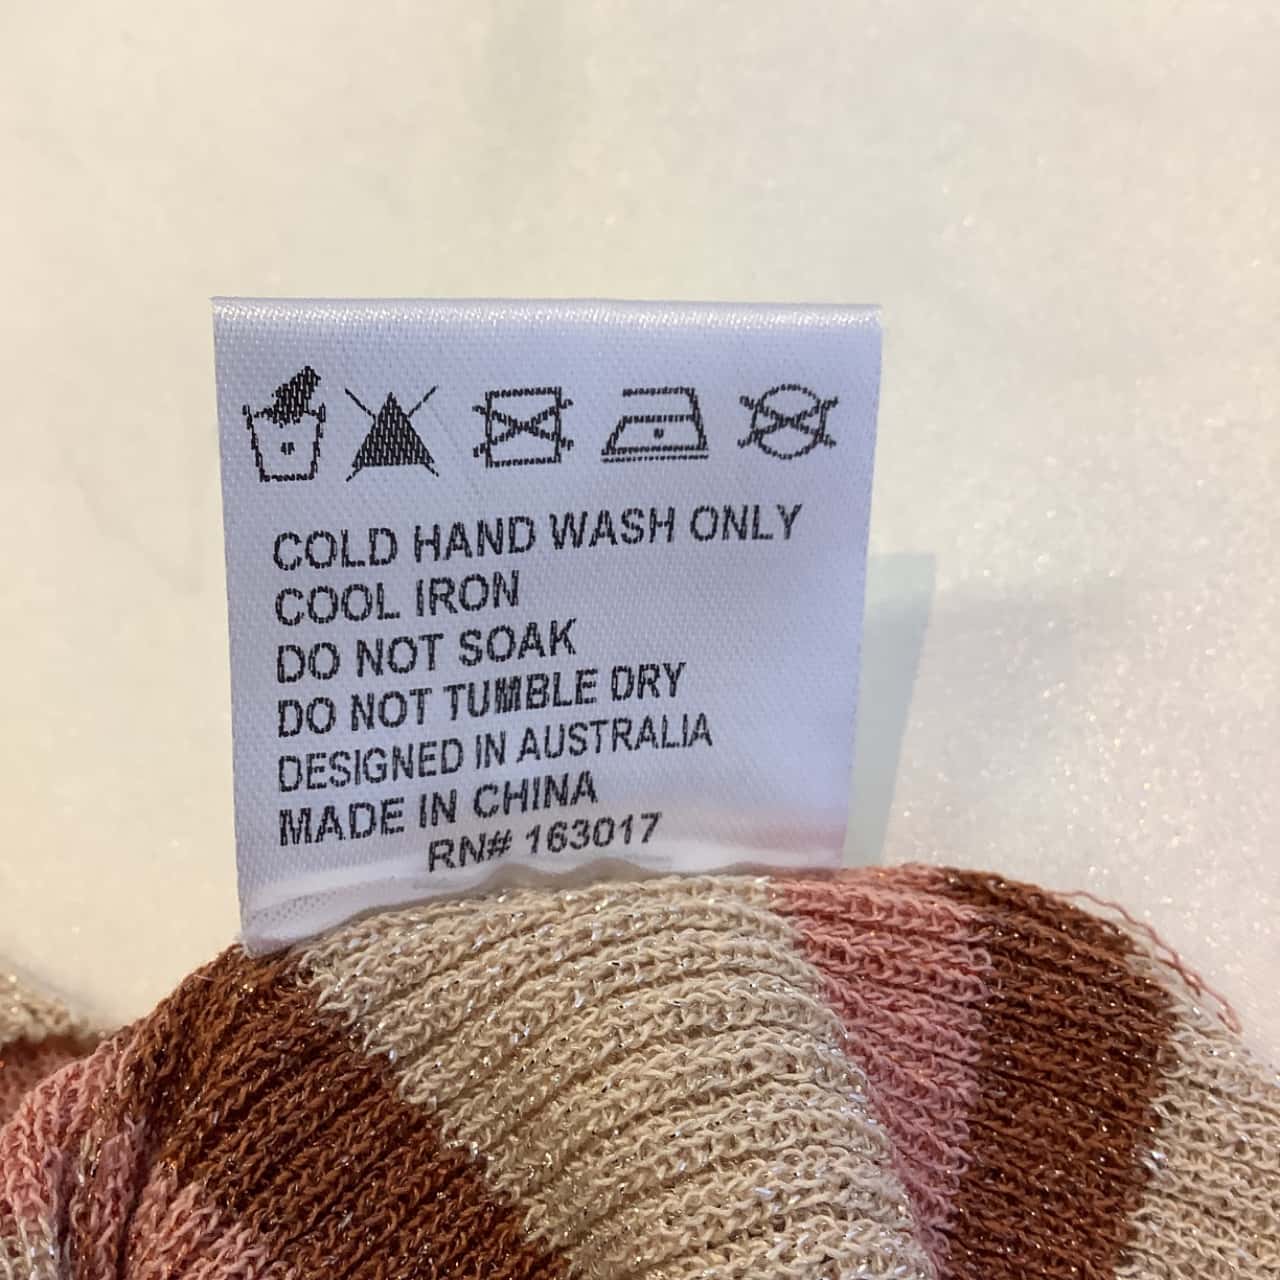 COLD HAND WASH ONLY
COOL IRON
DO NOT SOAK
DO NOT TUMBLE DRY
DESIGNED IN AUSTRALIA
MADE IN CHINA
RN# 163017